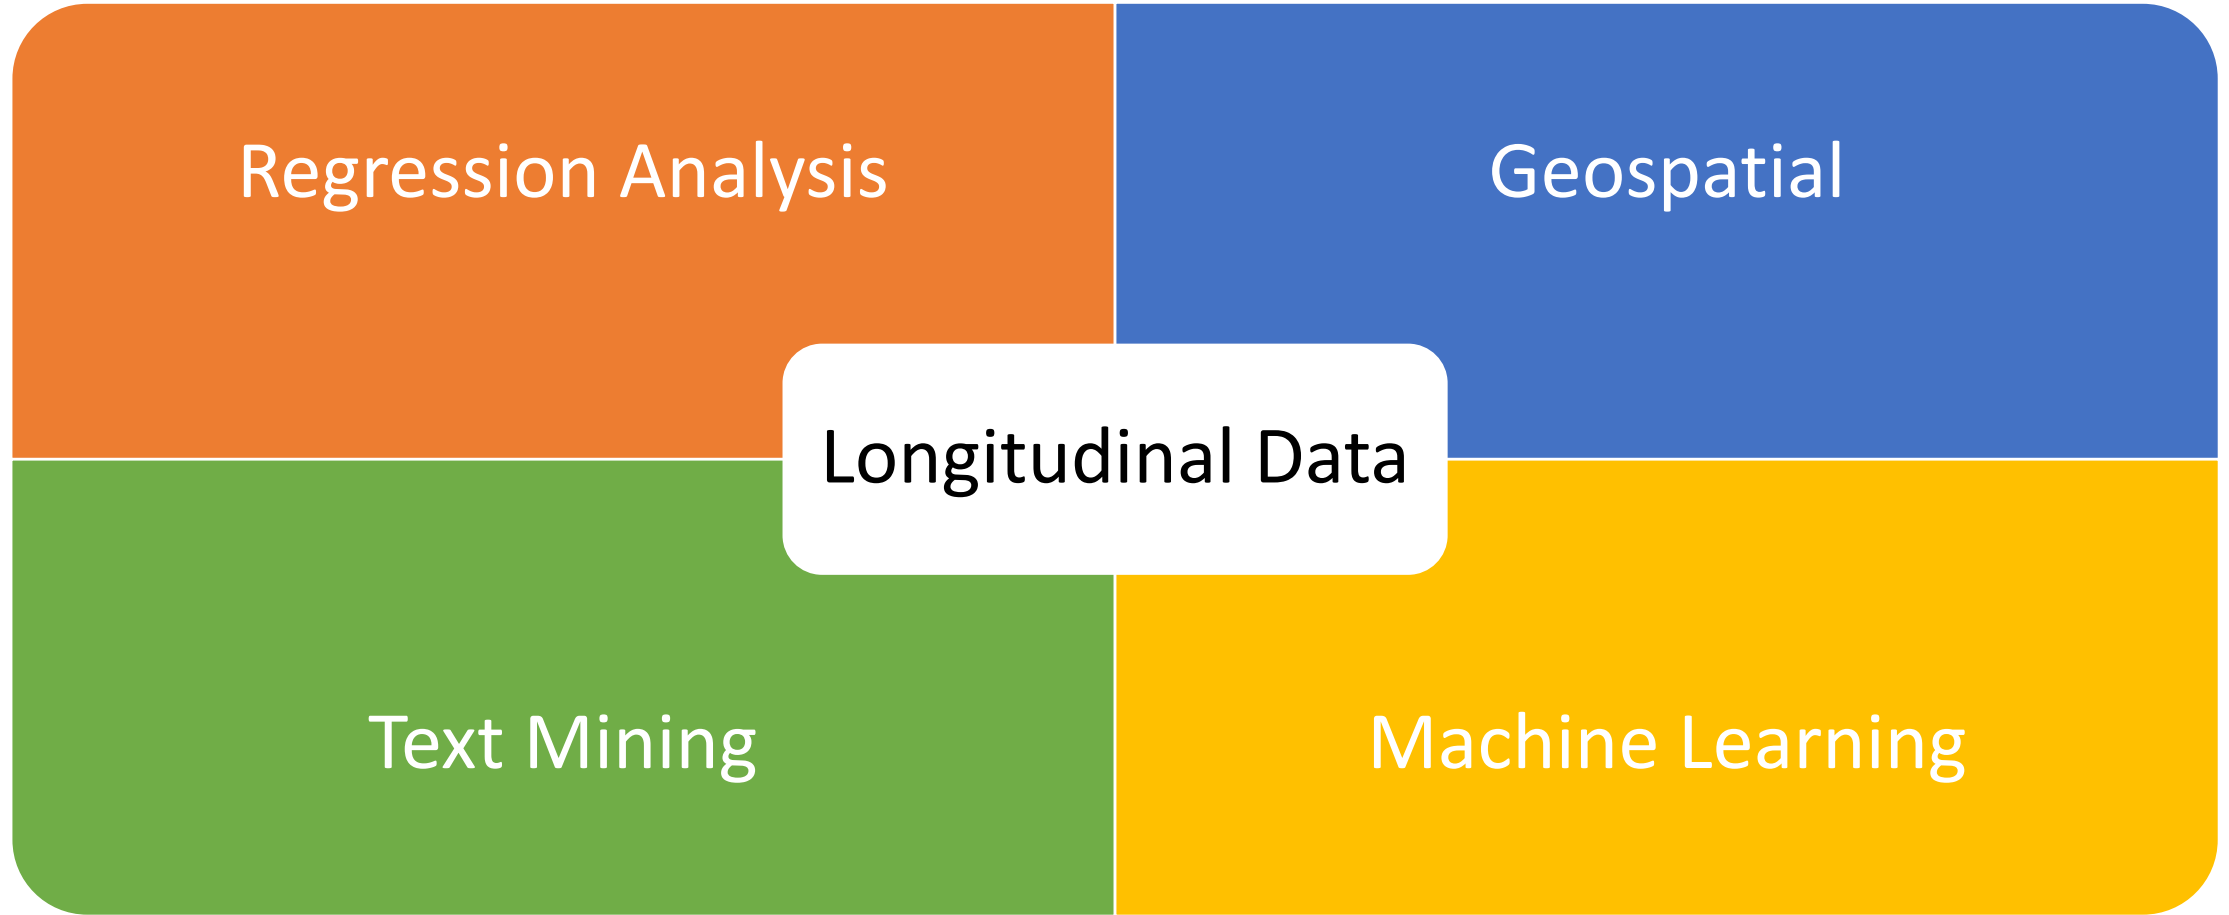 Regression Analysis
Geospatial
Longitudinal Data
Text Mining
Machine Learning